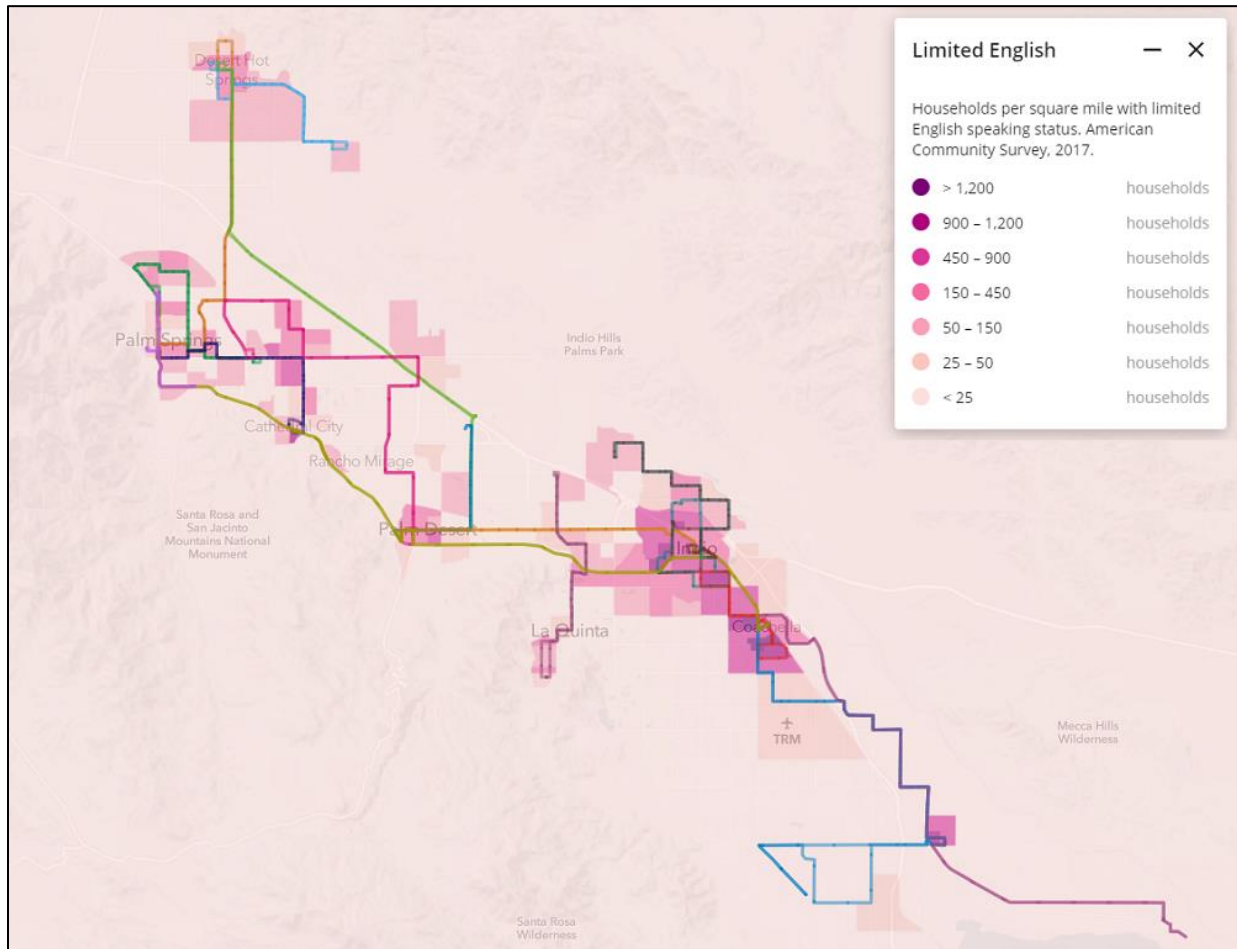 Limited English
Households per square mile with limited
English speaking status. American
Community Survey, 2017.
> 1,200 households
900 – 1,200 households
450 – 900 households
150 – 450 households
50 – 150 households
25 – 50 households
< 25 households
Desert Hot
Springs
Palm Springs
Indio Hills
Palms Park
Cathedral City
Rancho Mirage
Santa Rosa and
San Jacinto
Mountains National
Monument
Palm Desert
Indio
La Quinta
Coachella
TRM
Mecca Hills
Wilderness
Santa Rosa
Wilderness